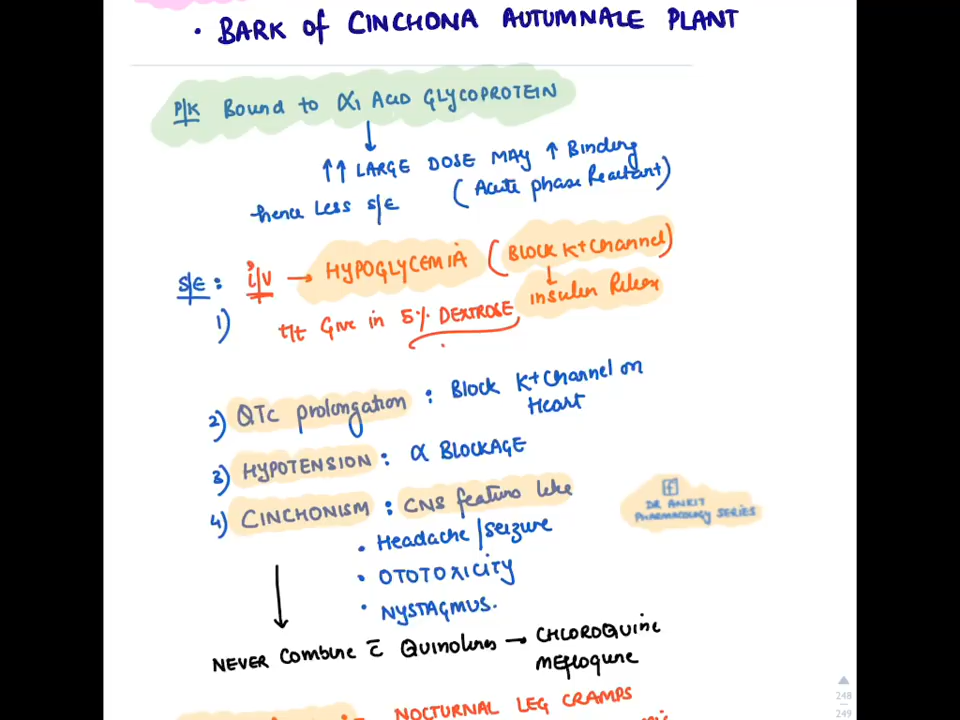 • BARK of CINCHONA AUTUMNALE PLANT
P/K Bound to α1 Acid GLYCOPROTEIN
↓
↑↑ LARGE DOSE MAY ↑ Binding
hence Less S/E (Acute phase Reactant)
S/E : i/v → HYPOGLYCEMIA (BLOCK K+ Channel)
↓
1) insulin Release
t/t Give in 5% DEXTROSE
2) QTc prolongation : Block K+ Channel on
Heart
3) HYPOTENSION : α BLOCKAGE
4) CINCHONISM : CNS features like
• Headache / Seizure
• OTOTOXICITY
• NYSTAGMUS.
DR ANKIT
PHARMACOLOGY SERIES
↓
NEVER Combine c̄ Quinolines → CHLOROQUINE
MEFLOQUINE
NOCTURNAL LEG CRAMPS
248
249